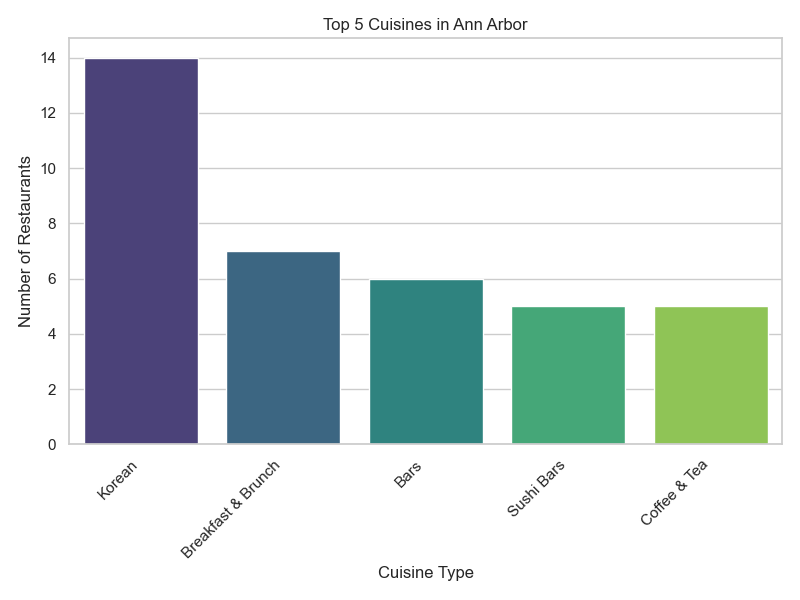 Top 5 Cuisines in Ann Arbor
Number of Restaurants
14
12
10
8
6
4
2
0
Korean
Breakfast & Brunch
Bars
Sushi Bars
Coffee & Tea
Cuisine Type